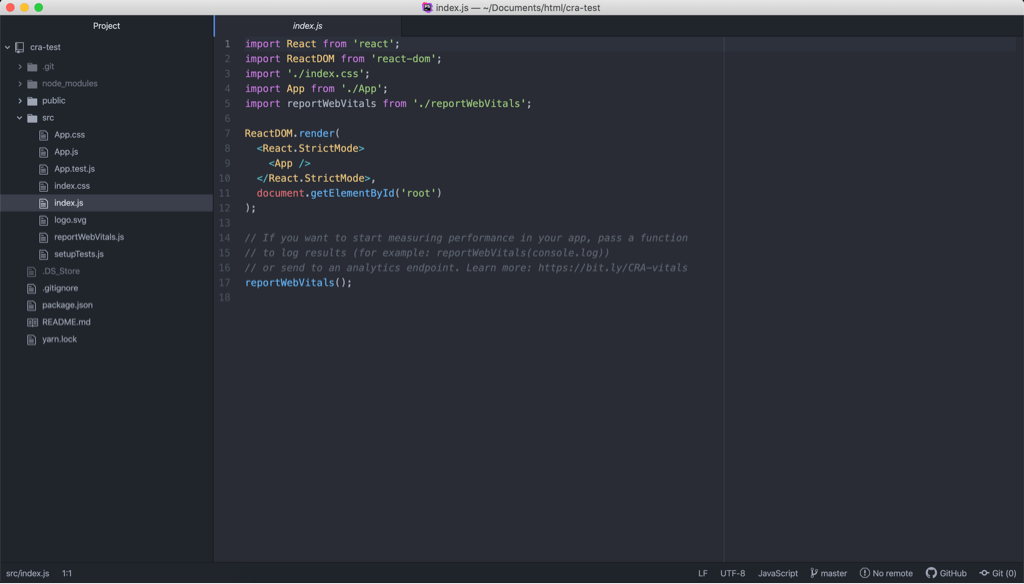 index.js — ~/Documents/html/cra-test
Project
cra-test
.git
node_modules
public
src
App.css
App.js
App.test.js
index.css
index.js
logo.svg
reportWebVitals.js
setupTests.js
.DS_Store
.gitignore
package.json
README.md
yarn.lock
index.js
1 import React from 'react';
2 import ReactDOM from 'react-dom';
3 import './index.css';
4 import App from './App';
5 import reportWebVitals from './reportWebVitals';
6
7 ReactDOM.render(
8   <React.StrictMode>
9     <App />
10   </React.StrictMode>,
11   document.getElementById('root')
12 );
13
14 // If you want to start measuring performance in your app, pass a function
15 // to log results (for example: reportWebVitals(console.log))
16 // or send to an analytics endpoint. Learn more: https://bit.ly/CRA-vitals
17 reportWebVitals();
18
src/index.js 1:1 LF UTF-8 JavaScript master No remote GitHub Git (0)